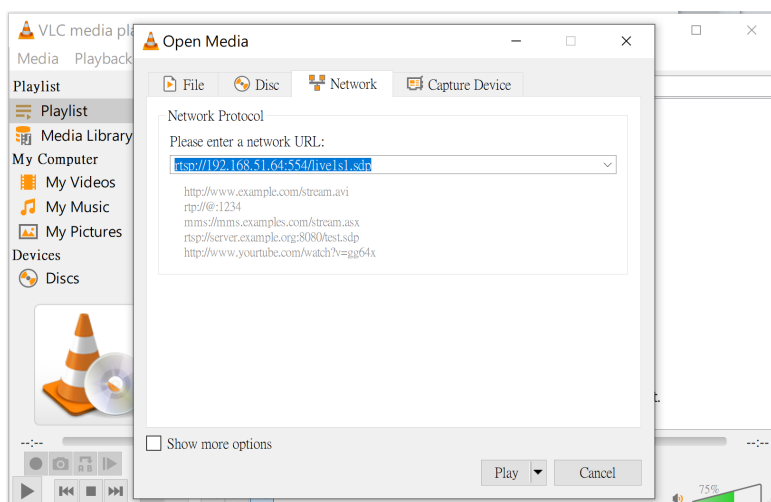 VLC media pla
Open Media
Media Playback
File Disc Network Capture Device
Playlist
Playlist
Media Library
My Computer
My Videos
My Music
My Pictures
Devices
Discs
Network Protocol
Please enter a network URL:
rtsp://192.168.51.64:554/live1s1.sdp
http://www.example.com/stream.avi
rtp://@:1234
mms://mms.examples.com/stream.asx
rtsp://server.example.org:8080/test.sdp
http://www.yourtube.com/watch?v=gg64x
t.
Show more options
--:--
--:--
A B
Play Cancel
75%